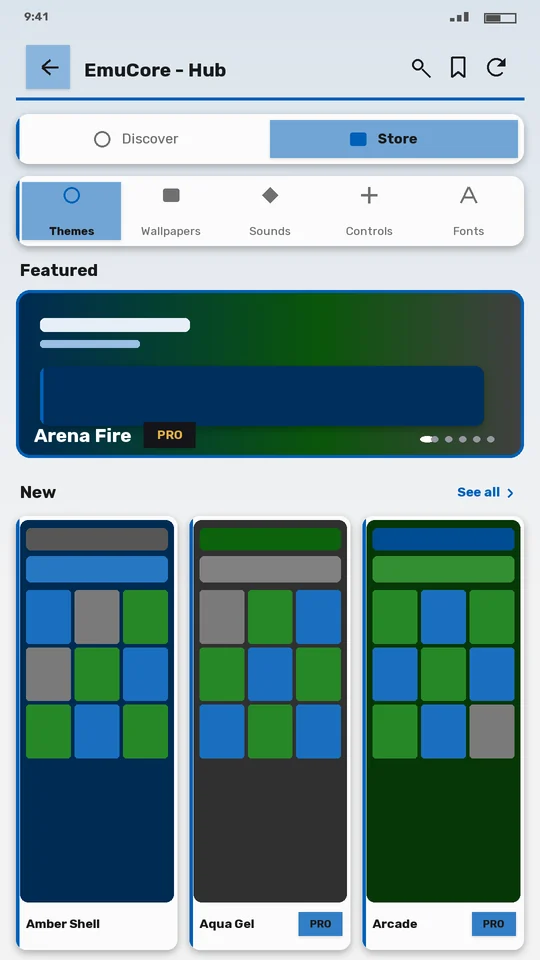 9:41
EmuCore - Hub
Discover
Store
Themes
Wallpapers
Sounds
Controls
Fonts
Featured
Arena Fire
PRO
New
See all
Amber Shell
Aqua Gel
PRO
Arcade
PRO